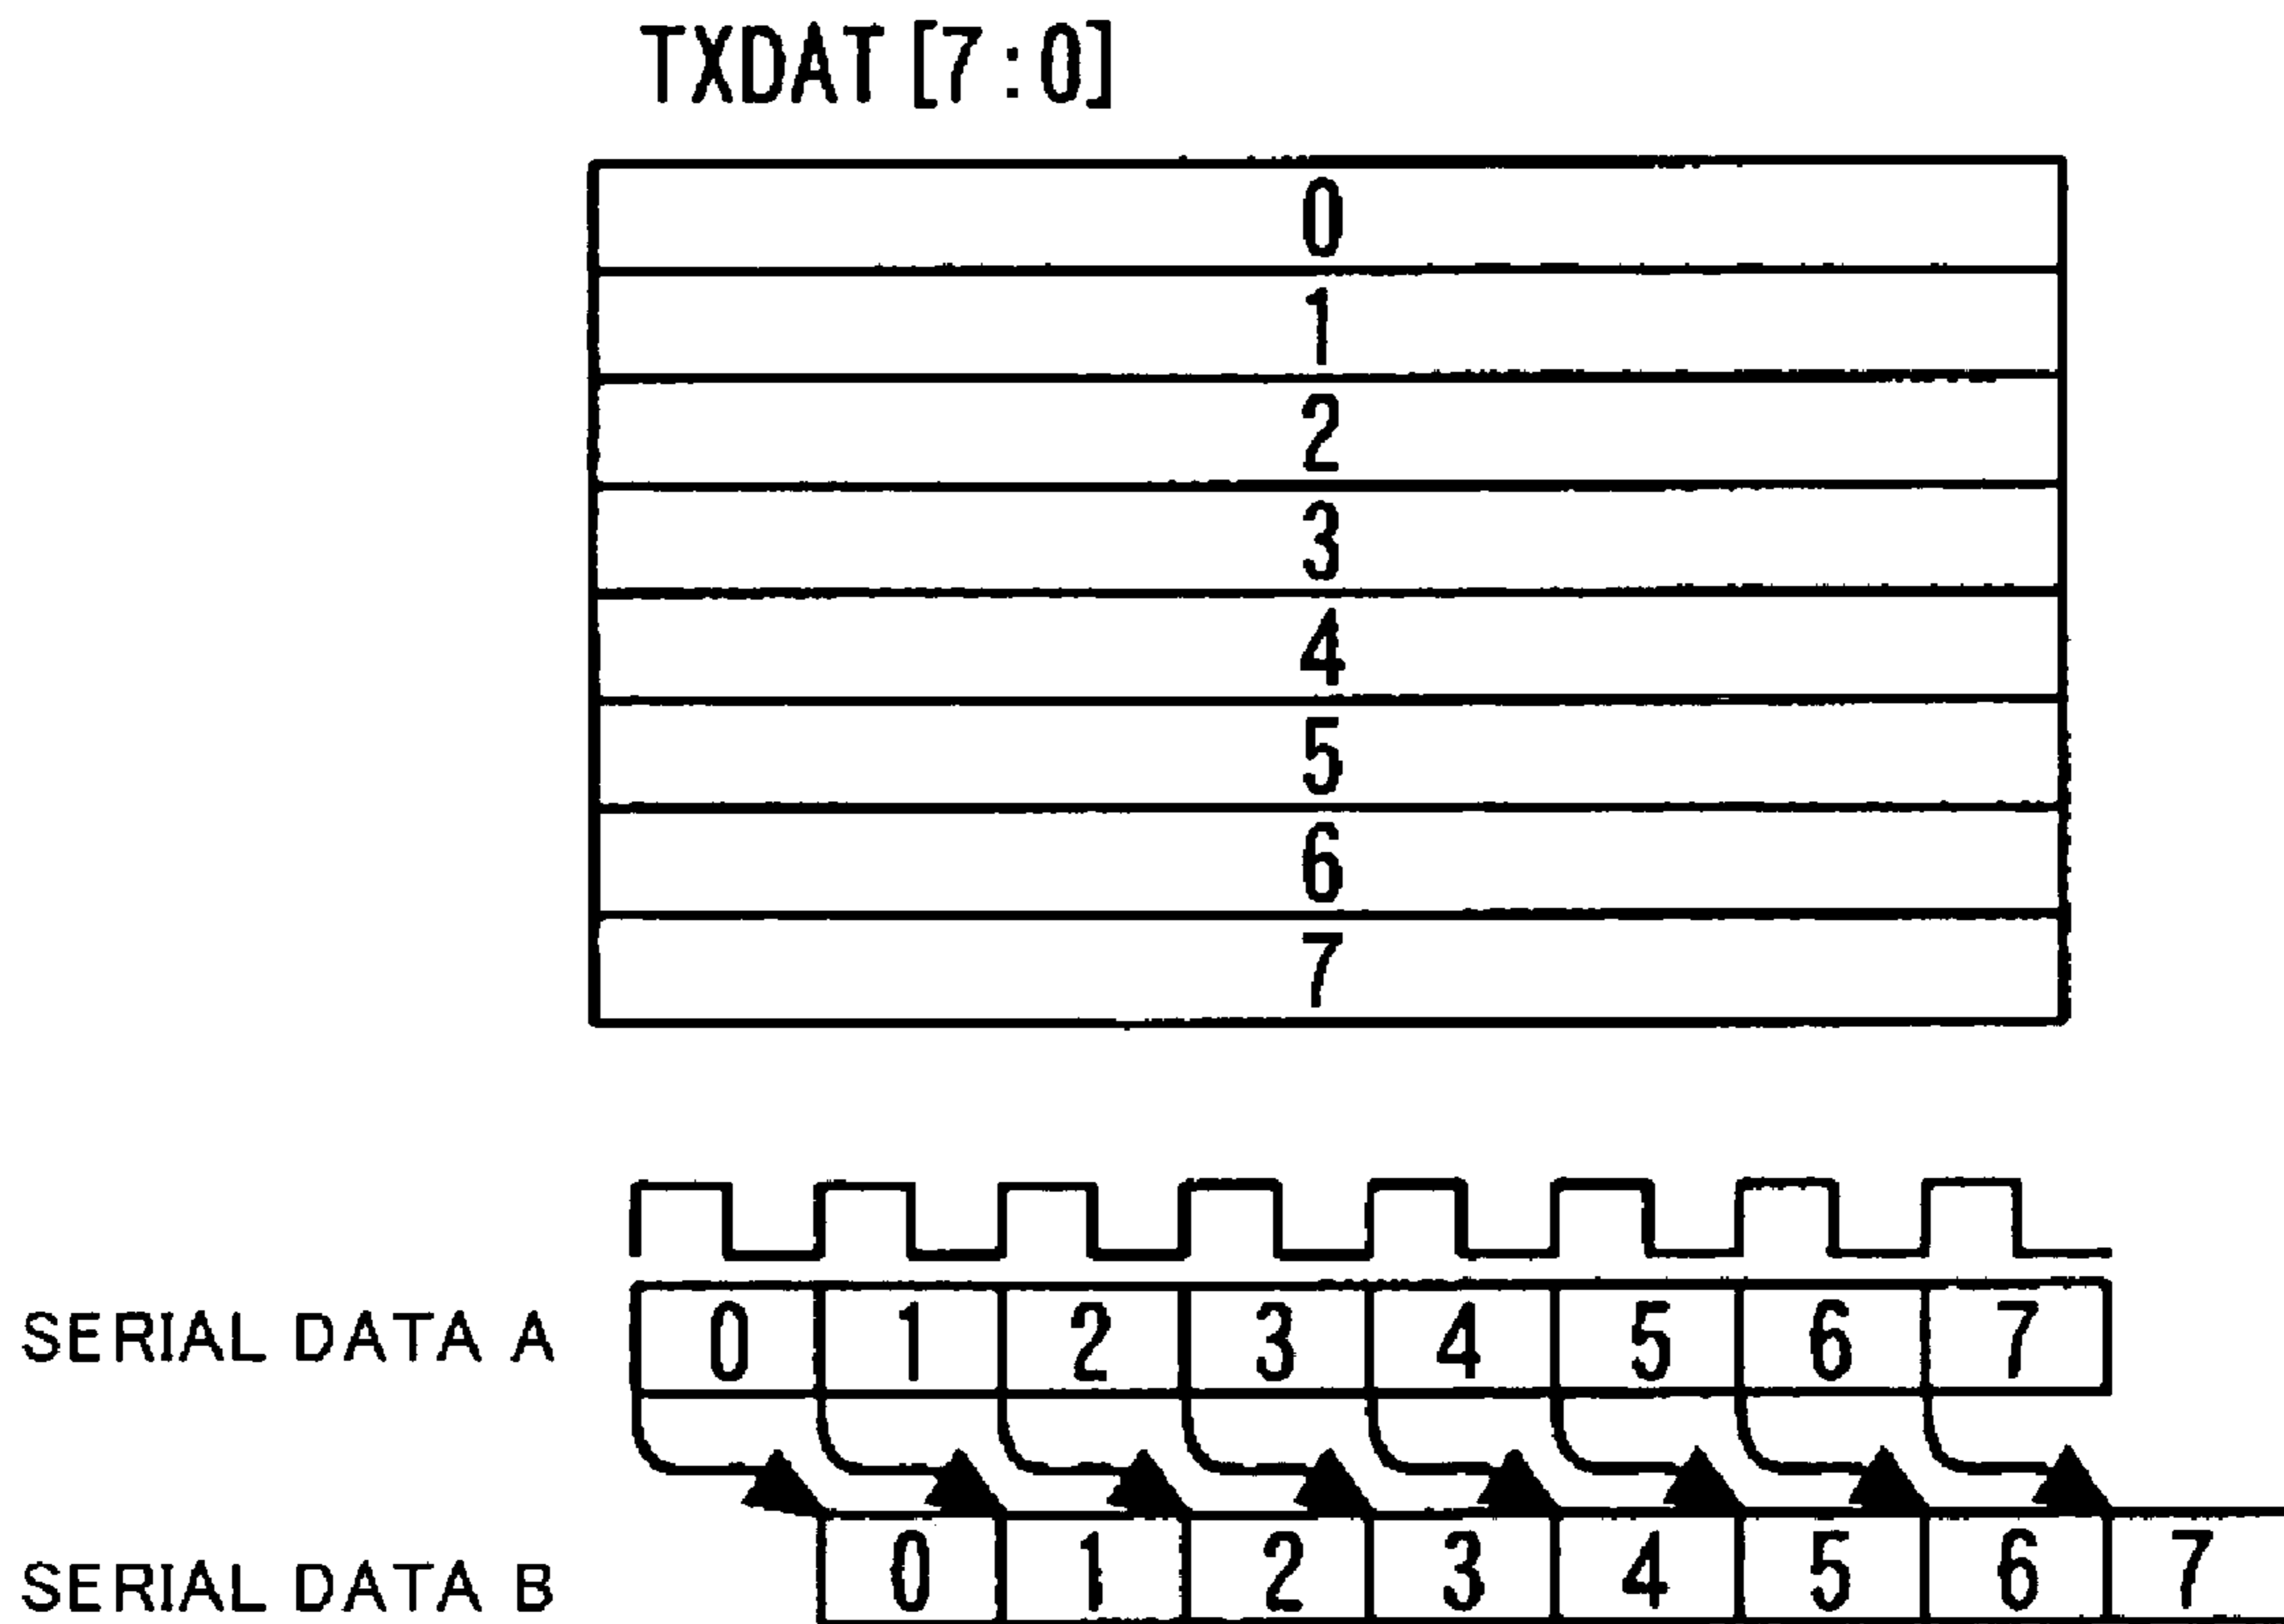 TXDAT [7:0]
0
1
2
3
4
5
6
7
SERIAL DATA A 0 1 2 3 4 5 6 7
SERIAL DATA B 0 1 2 3 4 5 6 7